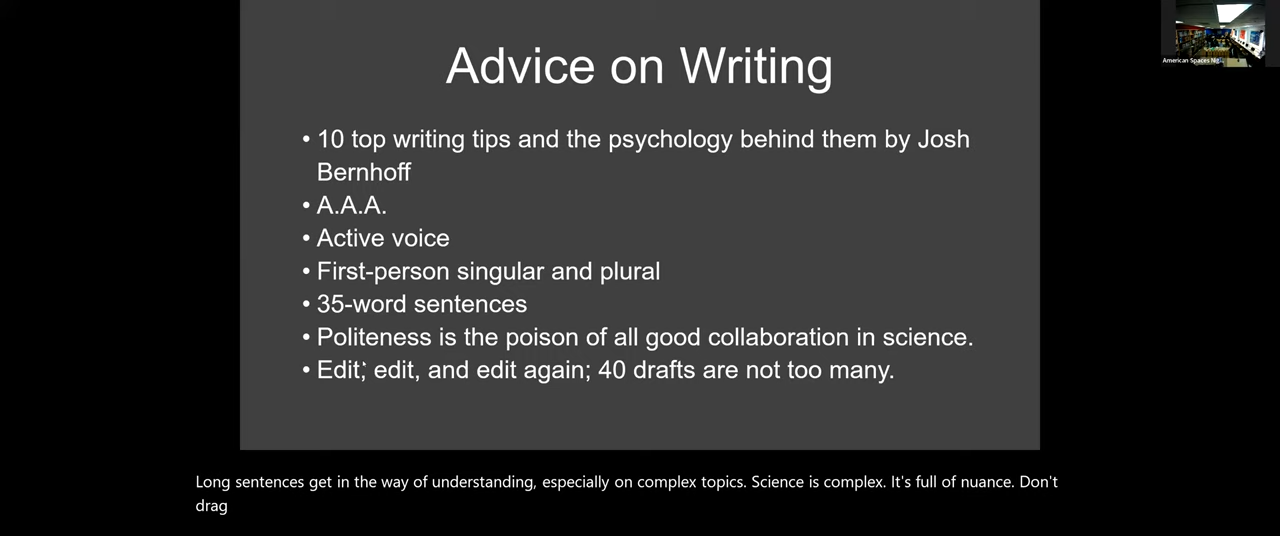 Advice on Writing
• 10 top writing tips and the psychology behind them by Josh
Bernhoff
• A.A.A.
• Active voice
• First-person singular and plural
• 35-word sentences
• Politeness is the poison of all good collaboration in science.
• Edit, edit, and edit again; 40 drafts are not too many.
American Spaces
Long sentences get in the way of understanding, especially on complex topics. Science is complex. It's full of nuance. Don't
drag